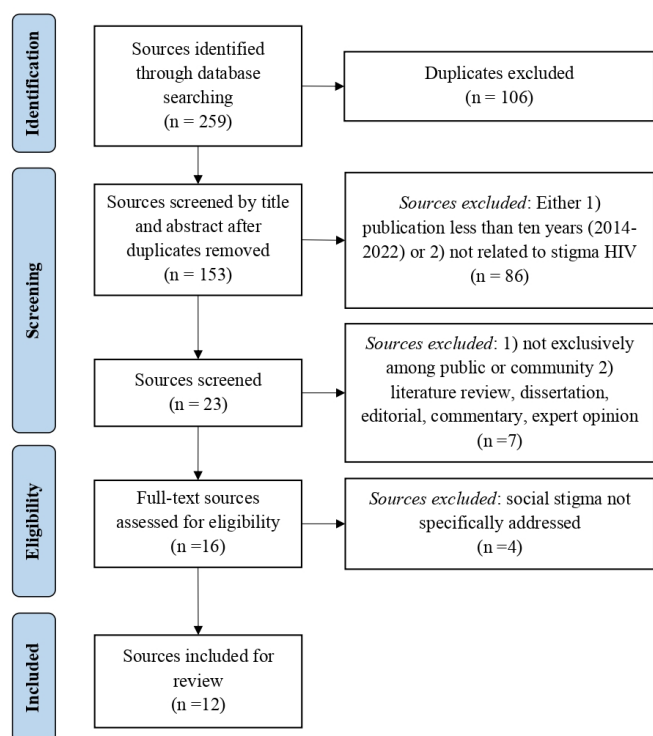 Identification
Sources identified
through database
searching
(n = 259)
Duplicates excluded
(n = 106)
Screening
Sources screened by title
and abstract after
duplicates removed
(n = 153)
Sources excluded: Either 1)
publication less than ten years (2014-
2022) or 2) not related to stigma HIV
(n = 86)
Sources screened
(n = 23)
Sources excluded: 1) not exclusively
among public or community 2)
literature review, dissertation,
editorial, commentary, expert opinion
(n =7)
Eligibility
Full-text sources
assessed for eligibility
(n =16)
Sources excluded: social stigma not
specifically addressed
(n =4)
Included
Sources included for
review
(n =12)